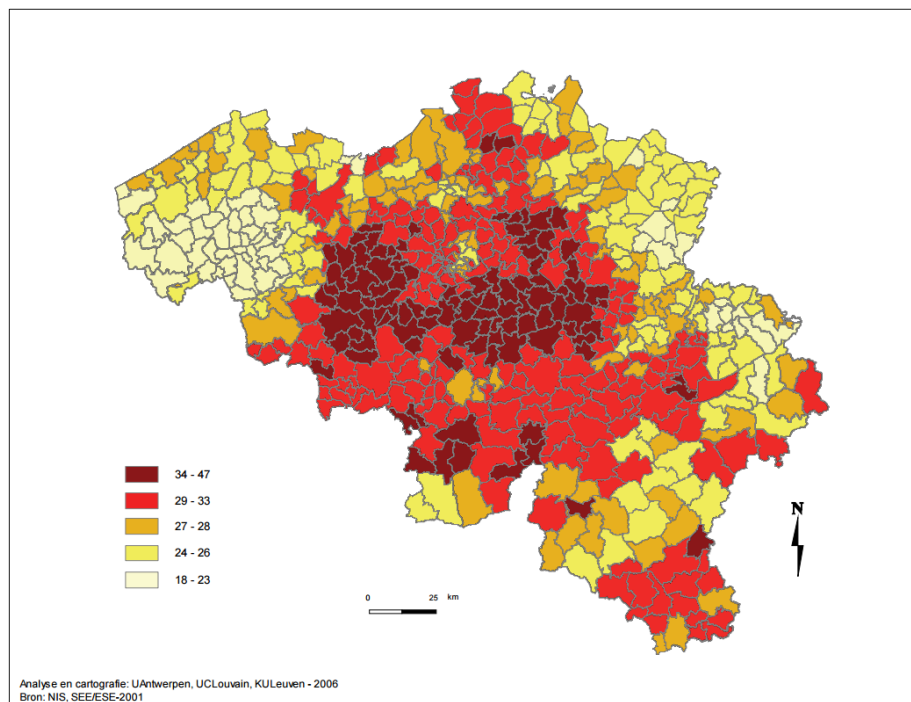 34 - 47
29 - 33
27 - 28
24 - 26
18 - 23
N
0 25 km
Analyse en cartografie: UAntwerpen, UCLouvain, KULeuven - 2006
Bron: NIS, SEE/ESE-2001